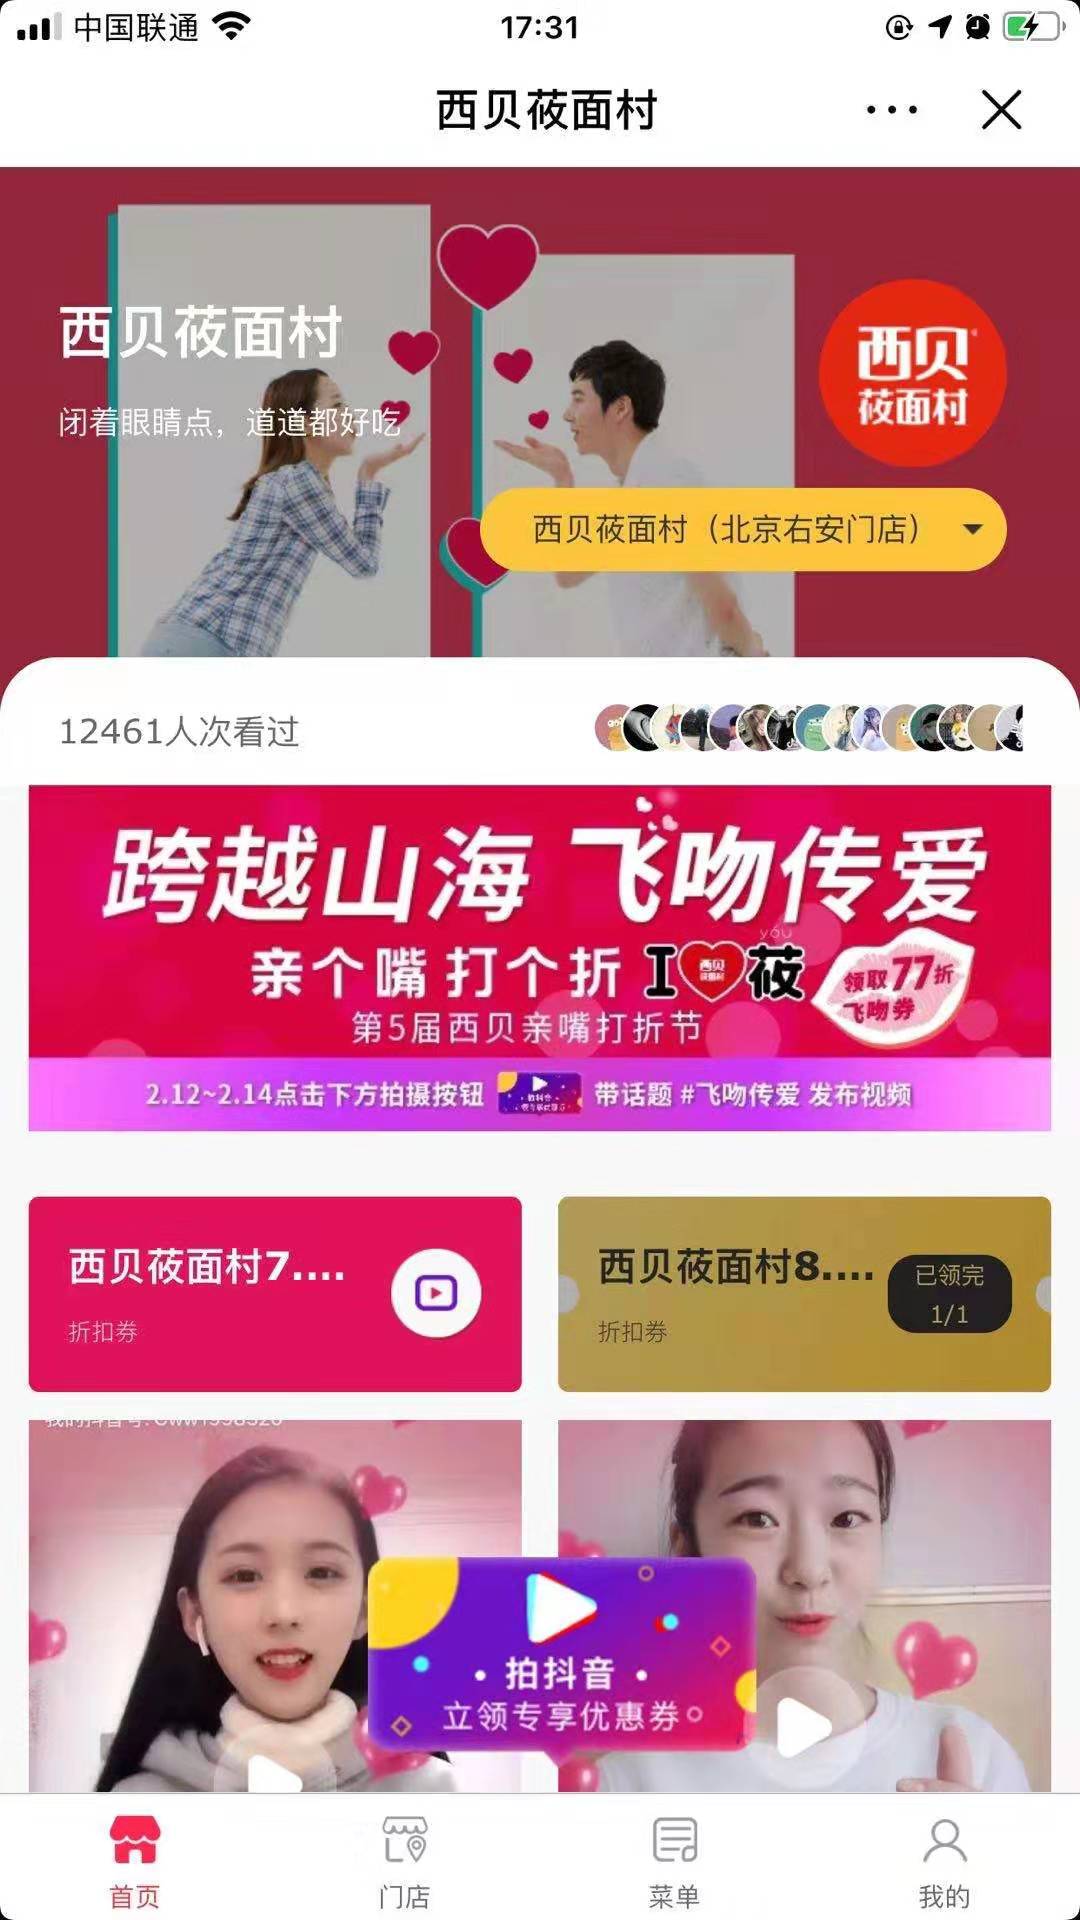 中国联通
17:31
西贝莜面村
西贝莜面村
闭着眼睛点，道道都好吃
西贝
莜面村
西贝莜面村（北京右安门店）
12461人次看过
跨越山海 飞吻传爱
yóu
亲个嘴 打个折 I 西贝 莜面村 莜
领取77折
飞吻券
第5届西贝亲嘴打折节
2.12~2.14点击下方拍摄按钮 带话题 #飞吻传爱 发布视频
西贝莜面村7....
折扣券
西贝莜面村8....
折扣券
已领完
1/1
·拍抖音·
立领专享优惠券
首页
门店
菜单
我的